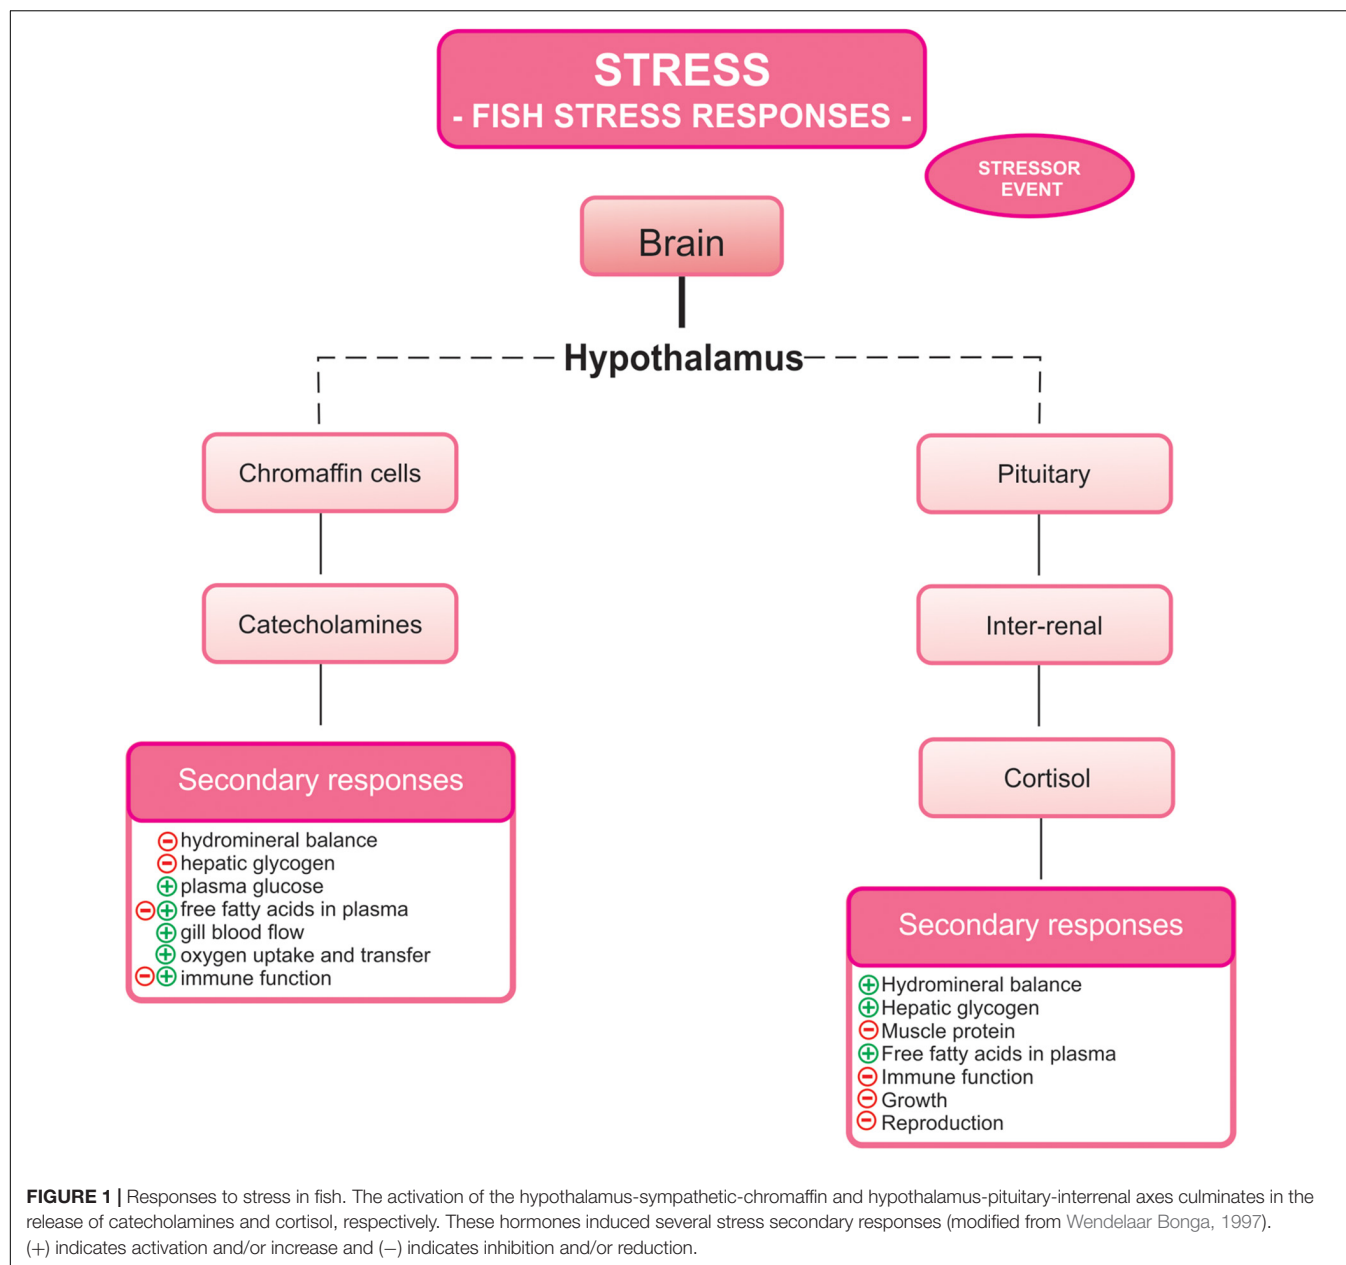 STRESS
- FISH STRESS RESPONSES -
STRESSOR
EVENT
Brain
Hypothalamus
Chromaffin cells
Catecholamines
Secondary responses
⊖ hydromineral balance
⊖ hepatic glycogen
⊕ plasma glucose
⊖⊕ free fatty acids in plasma
⊕ gill blood flow
⊕ oxygen uptake and transfer
⊖⊕ immune function
Pituitary
Inter-renal
Cortisol
Secondary responses
⊕ Hydromineral balance
⊕ Hepatic glycogen
⊖ Muscle protein
⊕ Free fatty acids in plasma
⊖ Immune function
⊖ Growth
⊖ Reproduction
FIGURE 1 | Responses to stress in fish. The activation of the hypothalamus-sympathetic-chromaffin and hypothalamus-pituitary-interrenal axes culminates in the
release of catecholamines and cortisol, respectively. These hormones induced several stress secondary responses (modified from Wendelaar Bonga, 1997).
(+) indicates activation and/or increase and (−) indicates inhibition and/or reduction.